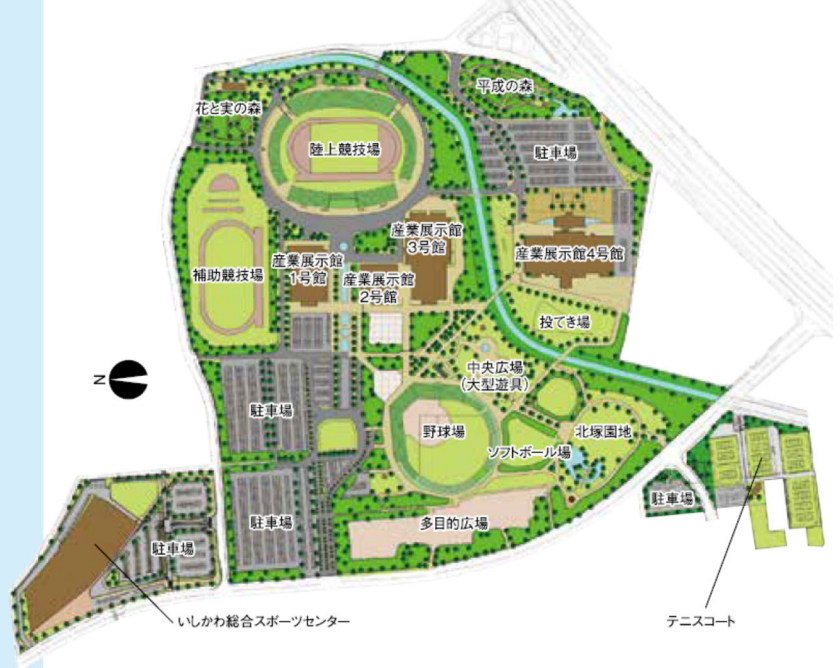 平成の森
花と実の森
陸上競技場
駐車場
産業展示館
3号館
産業展示館4号館
産業展示館
1号館
補助競技場
産業展示館
2号館
投てき場
中央広場
(大型遊具)
N
駐車場
野球場
ソフトボール場
北塚園地
駐車場
駐車場
多目的広場
駐車場
いしかわ総合スポーツセンター
テニスコート